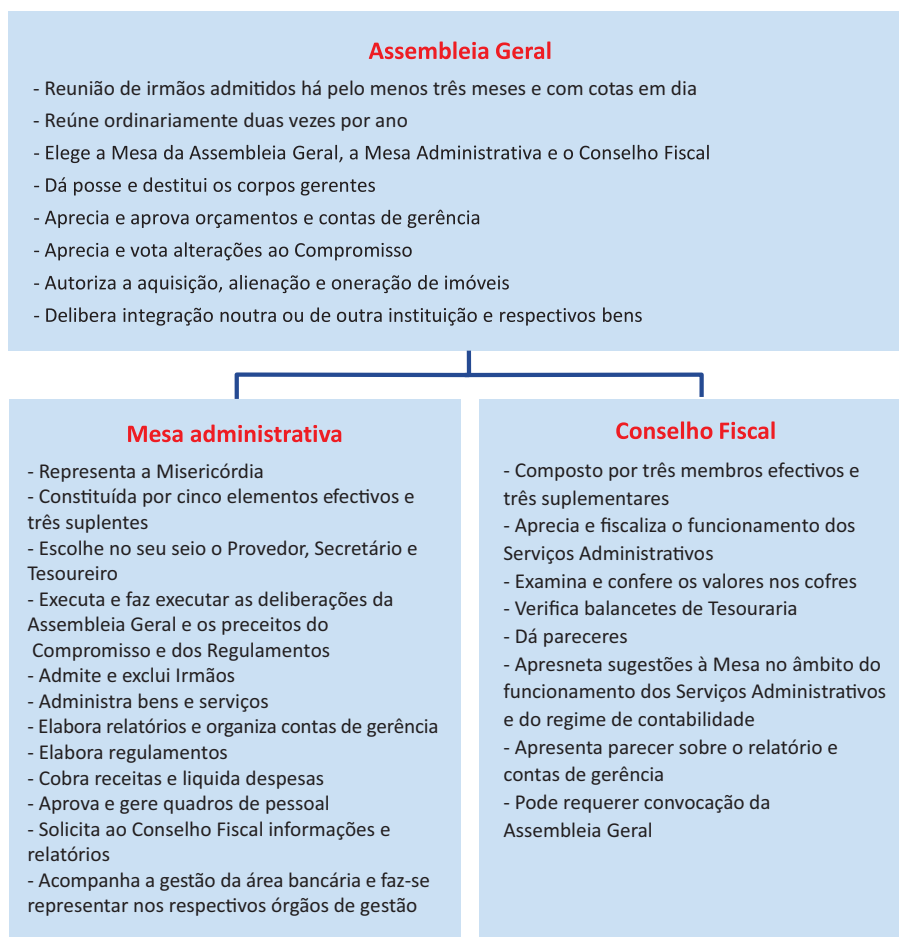 Assembleia Geral
- Reunião de irmãos admitidos há pelo menos três meses e com cotas em dia
- Reúne ordinariamente duas vezes por ano
- Elege a Mesa da Assembleia Geral, a Mesa Administrativa e o Conselho Fiscal
- Dá posse e destitui os corpos gerentes
- Aprecia e aprova orçamentos e contas de gerência
- Aprecia e vota alterações ao Compromisso
- Autoriza a aquisição, alienação e oneração de imóveis
- Delibera integração noutra ou de outra instituição e respectivos bens
Mesa administrativa
- Representa a Misericórdia
- Constituída por cinco elementos efectivos e
três suplentes
- Escolhe no seu seio o Provedor, Secretário e
Tesoureiro
- Executa e faz executar as deliberações da
Assembleia Geral e os preceitos do
Compromisso e dos Regulamentos
- Admite e exclui Irmãos
- Administra bens e serviços
- Elabora relatórios e organiza contas de gerência
- Elabora regulamentos
- Cobra receitas e liquida despesas
- Aprova e gere quadros de pessoal
- Solicita ao Conselho Fiscal informações e
relatórios
- Acompanha a gestão da área bancária e faz-se
representar nos respectivos órgãos de gestão
Conselho Fiscal
- Composto por três membros efectivos e
três suplementares
- Aprecia e fiscaliza o funcionamento dos
Serviços Administrativos
- Examina e confere os valores nos cofres
- Verifica balancetes de Tesouraria
- Dá pareceres
- Apresneta sugestões à Mesa no âmbito do
funcionamento dos Serviços Administrativos
e do regime de contabilidade
- Apresenta parecer sobre o relatório e
contas de gerência
- Pode requerer convocação da
Assembleia Geral